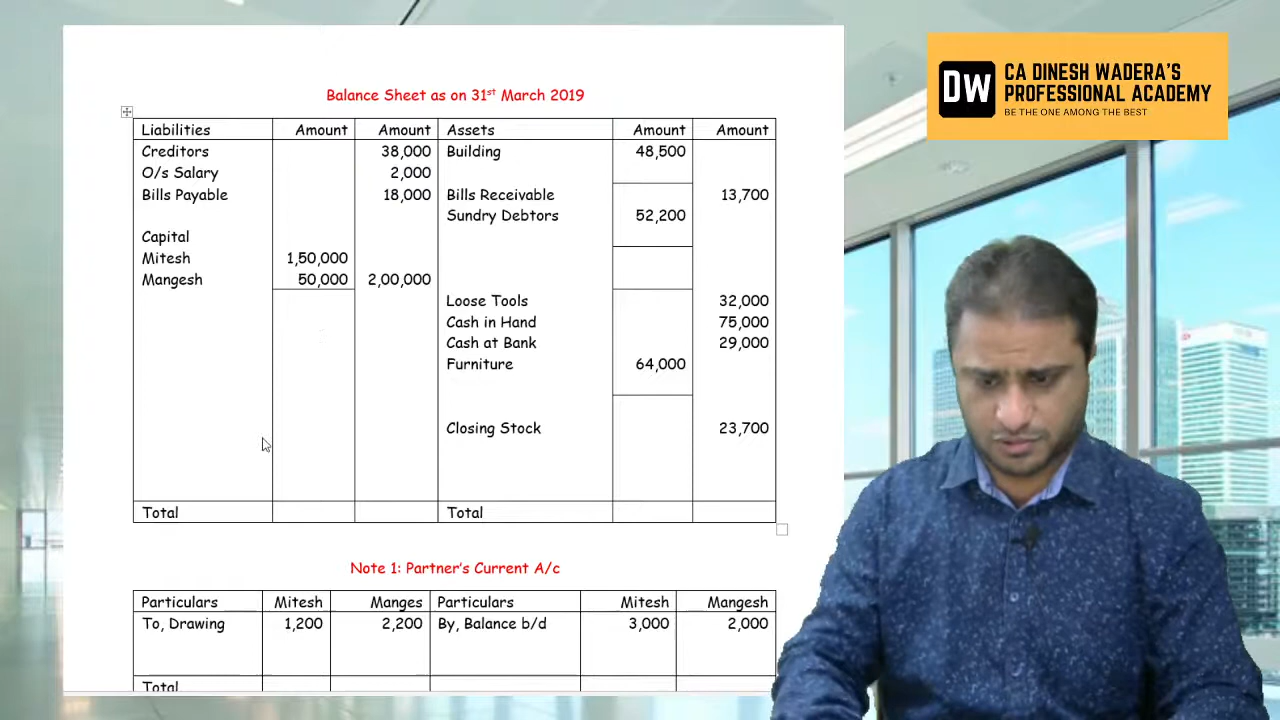 DW
CA DINESH WADERA'S
PROFESSIONAL ACADEMY
BE THE ONE AMONG THE BEST
Balance Sheet as on 31st March 2019
Liabilities Amount Amount Assets Amount Amount
Creditors 38,000 Building 48,500
O/s Salary 2,000
Bills Payable 18,000 Bills Receivable 13,700
Sundry Debtors 52,200
Capital
Mitesh 1,50,000
Mangesh 50,000 2,00,000
Loose Tools 32,000
Cash in Hand 75,000
Cash at Bank 29,000
Furniture 64,000
Closing Stock 23,700
Total Total
Note 1: Partner's Current A/c
Particulars Mitesh Manges Particulars Mitesh Mangesh
To, Drawing 1,200 2,200 By, Balance b/d 3,000 2,000
Total